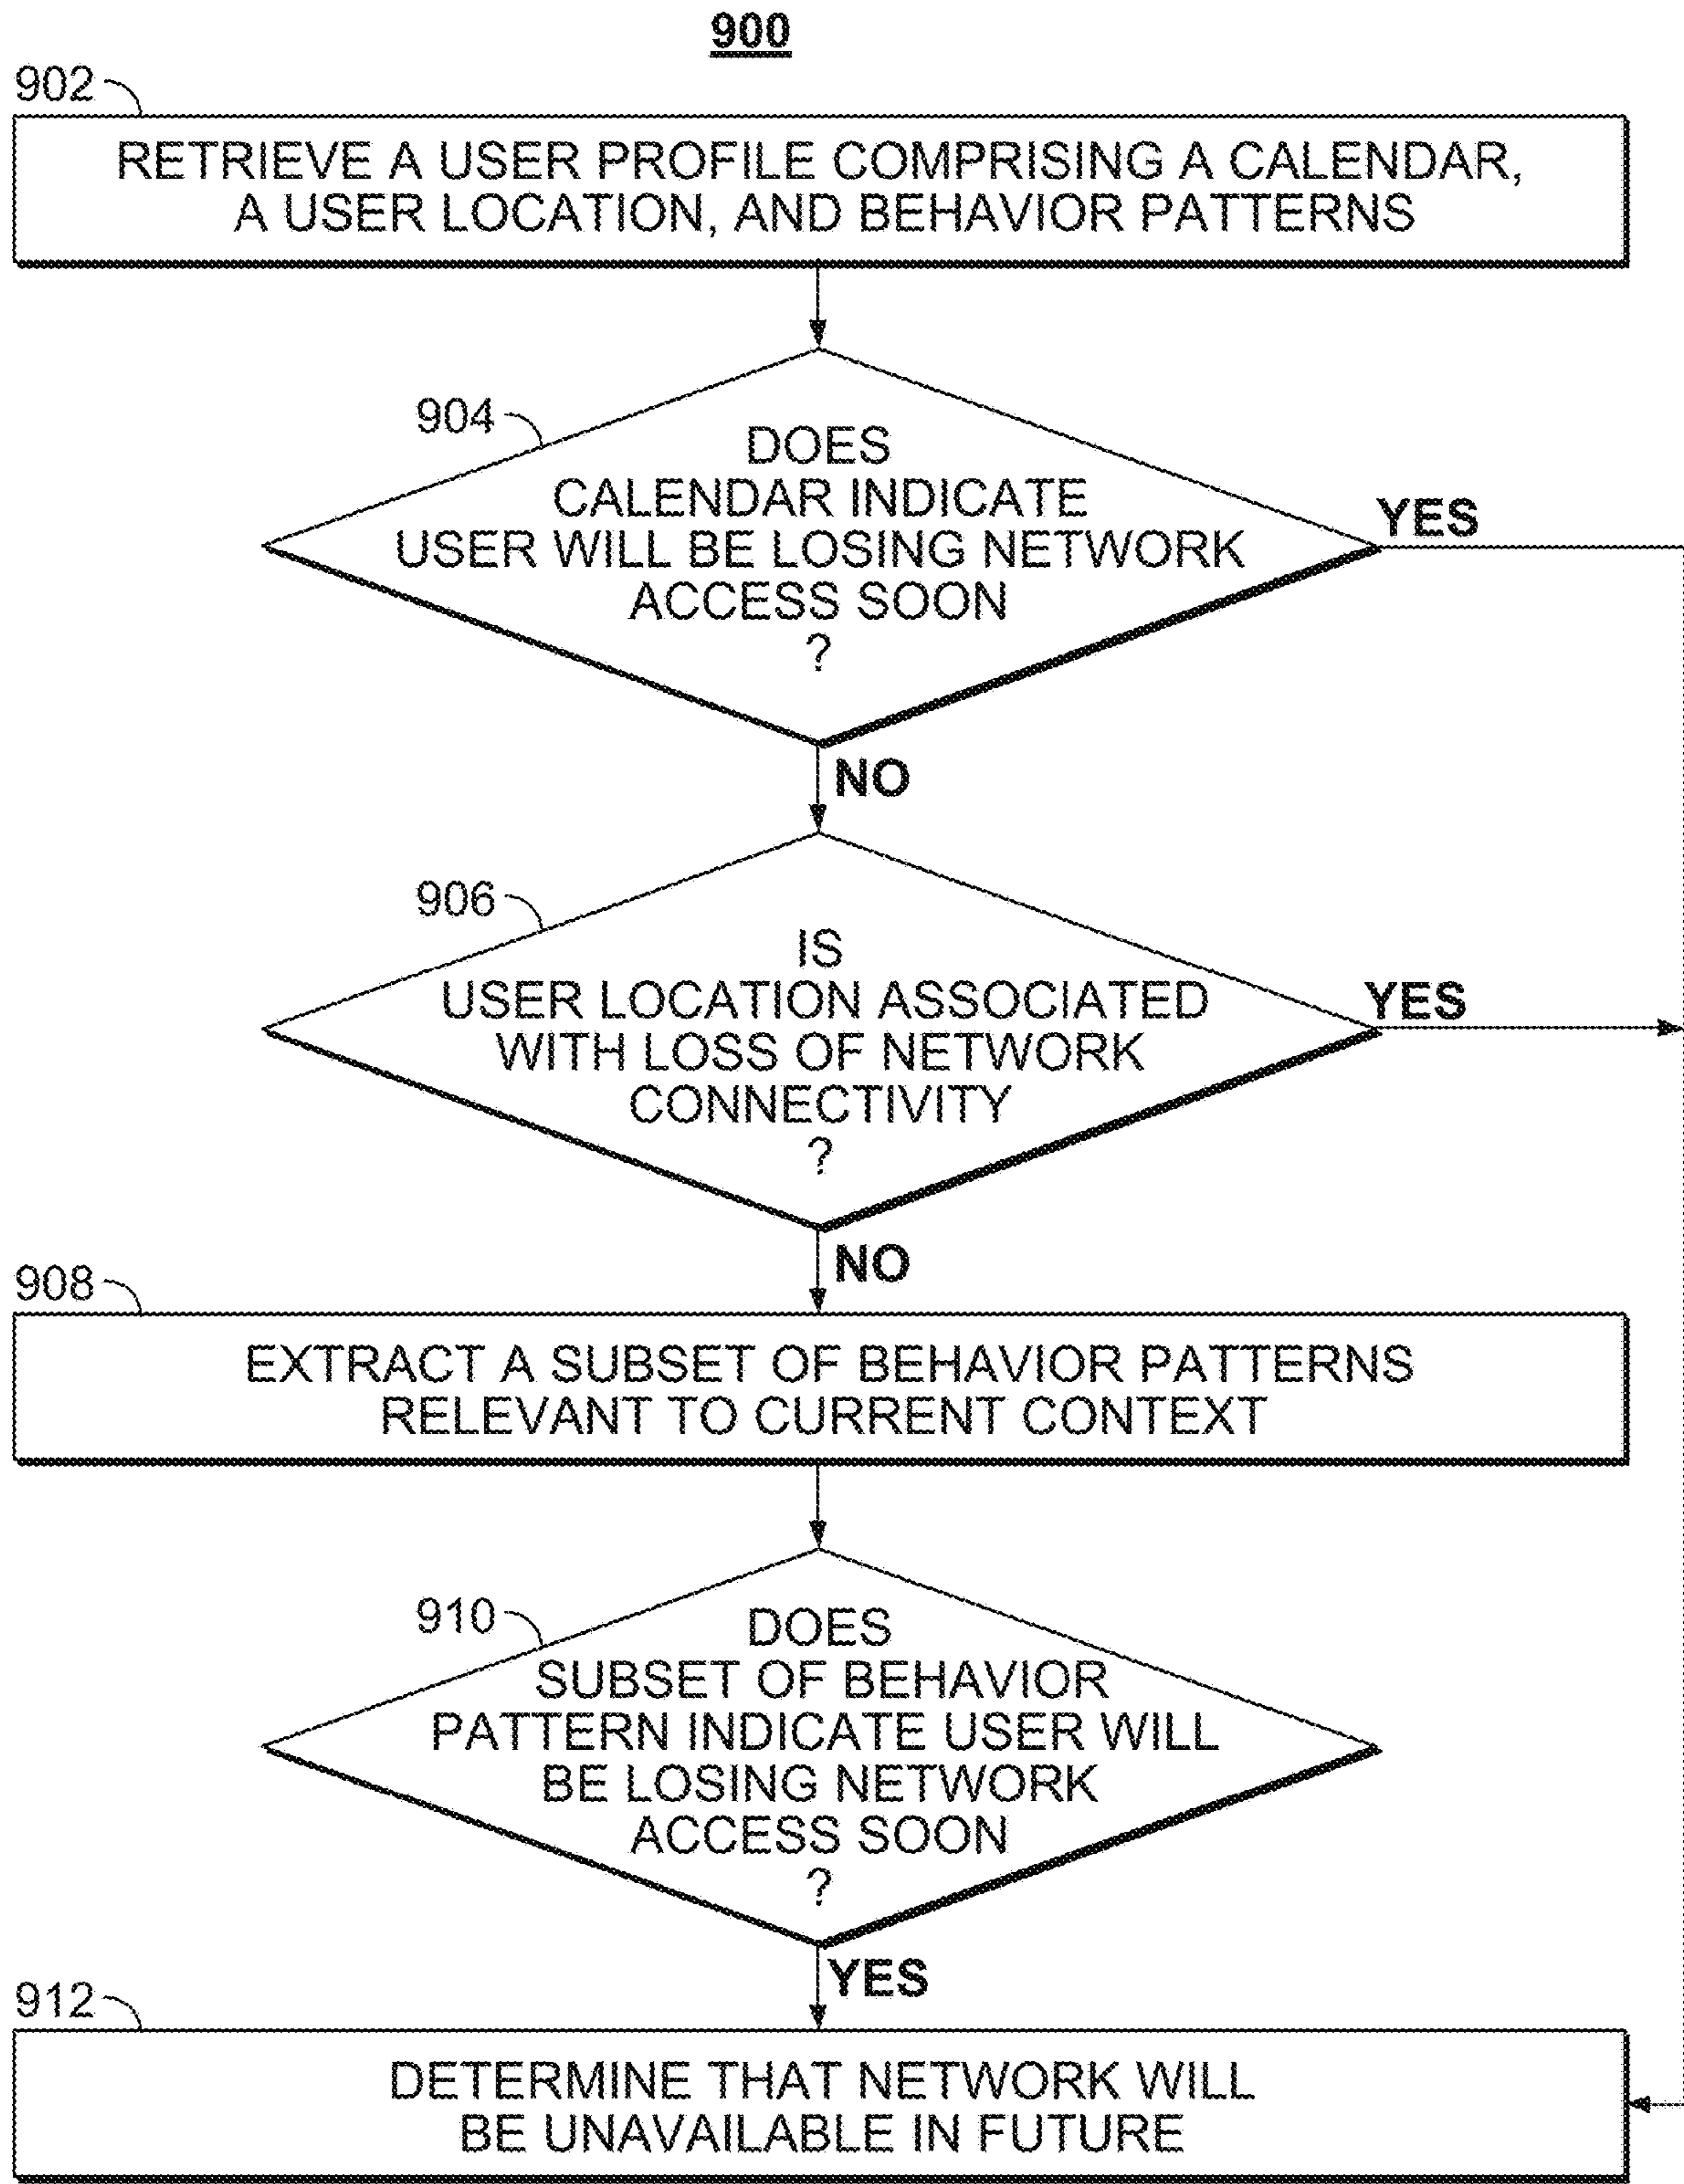 900
902
RETRIEVE A USER PROFILE COMPRISING A CALENDAR,
A USER LOCATION, AND BEHAVIOR PATTERNS
904
DOES
CALENDAR INDICATE
USER WILL BE LOSING NETWORK
ACCESS SOON
?
YES
NO
906
IS
USER LOCATION ASSOCIATED
WITH LOSS OF NETWORK
CONNECTIVITY
?
YES
NO
908
EXTRACT A SUBSET OF BEHAVIOR PATTERNS
RELEVANT TO CURRENT CONTEXT
910
DOES
SUBSET OF BEHAVIOR
PATTERN INDICATE USER WILL
BE LOSING NETWORK
ACCESS SOON
?
YES
912
DETERMINE THAT NETWORK WILL
BE UNAVAILABLE IN FUTURE